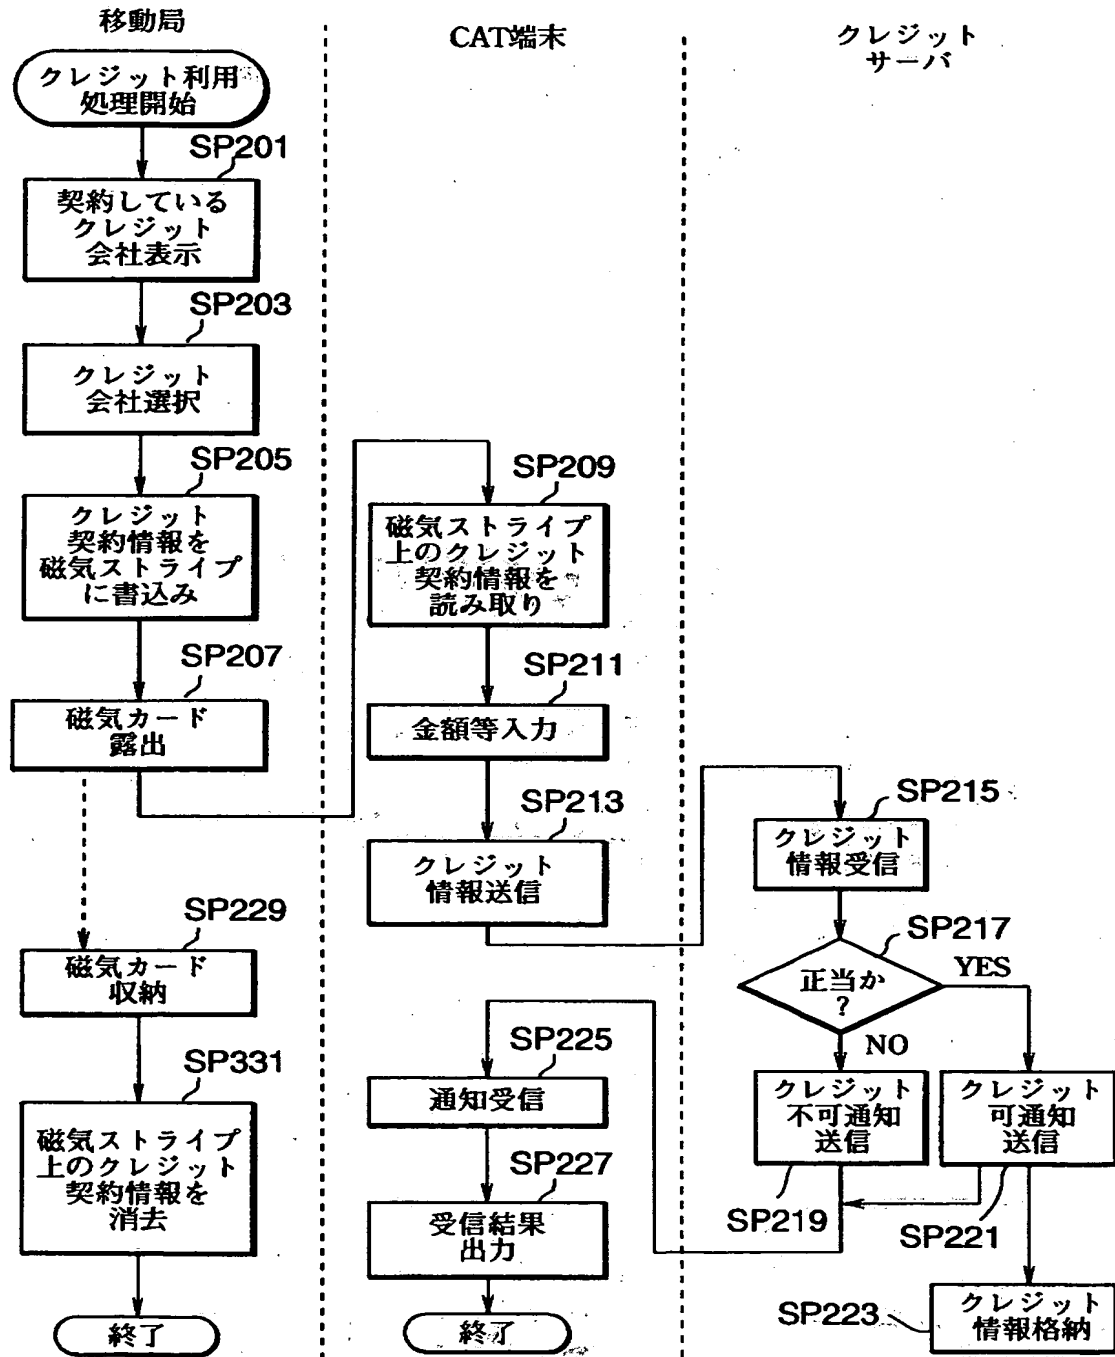 移動局
クレジット利用
処理開始
SP201
契約している
クレジット
会社表示
SP203
クレジット
会社選択
SP205
クレジット
契約情報を
磁気ストライプ
に書込み
SP207
磁気カード
露出
SP229
磁気カード
収納
SP331
磁気ストライプ
上のクレジット
契約情報を
消去
終了
CAT端末
SP209
磁気ストライプ
上のクレジット
契約情報を
読み取り
SP211
金額等入力
SP213
クレジット
情報送信
SP225
通知受信
SP227
受信結果
出力
終了
クレジット
サーバ
SP215
クレジット
情報受信
SP217
正当か
?
YES
NO
クレジット
不可通知
送信
SP219
クレジット
可通知
送信
SP221
SP223
クレジット
情報格納